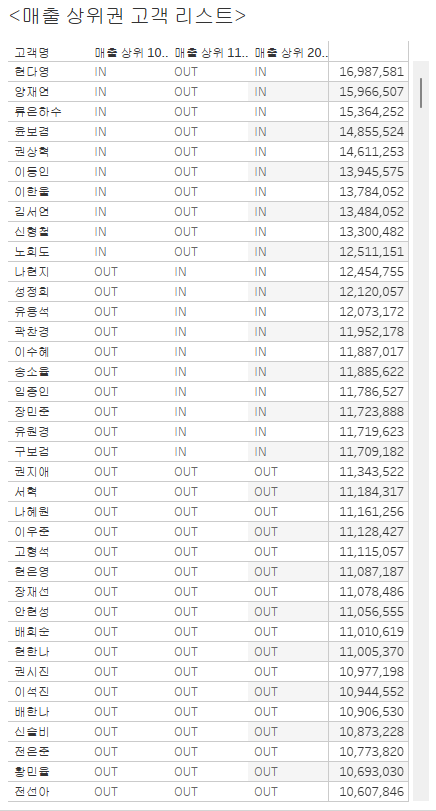 <매출 상위권 고객 리스트>
고객명 매출 상위 10.. 매출 상위 11.. 매출 상위 20..
현다영 IN OUT IN 16,987,581
양재연 IN OUT IN 15,966,507
류은하수 IN OUT IN 15,364,252
윤보겸 IN OUT IN 14,855,524
권상혁 IN OUT IN 14,611,253
이동인 IN OUT IN 13,945,575
이한울 IN OUT IN 13,784,052
김서연 IN OUT IN 13,484,052
신형철 IN OUT IN 13,300,482
노희도 IN OUT IN 12,511,151
나현지 OUT IN IN 12,454,755
성정희 OUT IN IN 12,120,057
유용석 OUT IN IN 12,073,172
곽찬경 OUT IN IN 11,952,178
이수혜 OUT IN IN 11,887,017
송소율 OUT IN IN 11,885,622
임종인 OUT IN IN 11,786,527
장민준 OUT IN IN 11,723,888
유원경 OUT IN IN 11,719,623
구보검 OUT IN IN 11,709,182
권지애 OUT OUT OUT 11,343,522
서혁 OUT OUT OUT 11,184,317
나혜원 OUT OUT OUT 11,161,256
이우준 OUT OUT OUT 11,128,427
고형석 OUT OUT OUT 11,115,057
현은영 OUT OUT OUT 11,087,187
장재선 OUT OUT OUT 11,078,486
안현성 OUT OUT OUT 11,056,555
배희순 OUT OUT OUT 11,010,619
현한나 OUT OUT OUT 11,005,370
권시진 OUT OUT OUT 10,977,198
이석진 OUT OUT OUT 10,944,552
배한나 OUT OUT OUT 10,906,530
신슬비 OUT OUT OUT 10,873,228
전은준 OUT OUT OUT 10,773,820
황민율 OUT OUT OUT 10,693,030
전선아 OUT OUT OUT 10,607,846